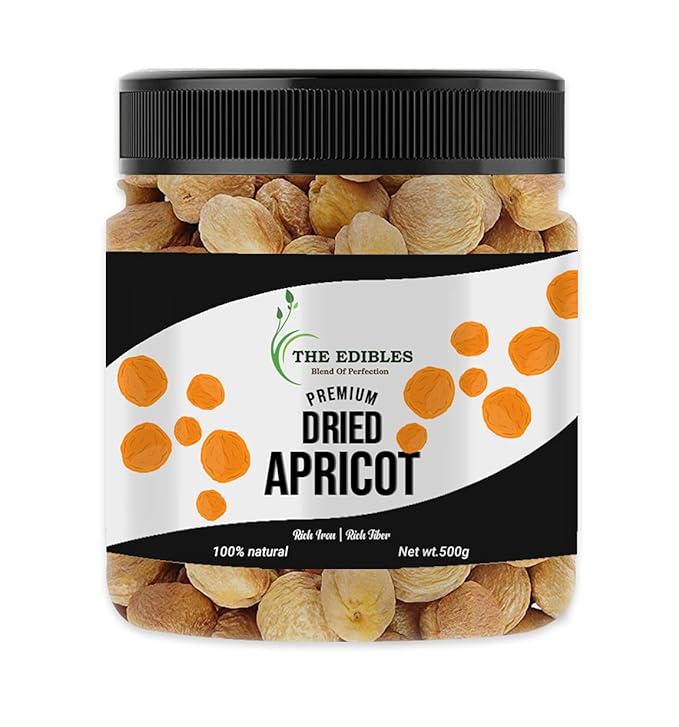 THE EDIBLES
Blend Of Perfection
PREMIUM
DRIED
APRICOT
Rich Iron | Rich Fiber
100% natural
Net wt.500g